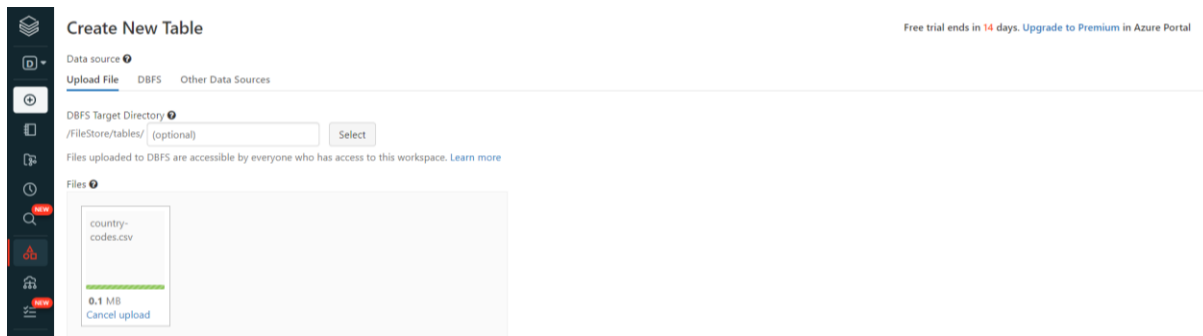 Create New Table
Free trial ends in 14 days. Upgrade to Premium in Azure Portal
D
Data source
Upload File DBFS Other Data Sources
DBFS Target Directory
/FileStore/tables/ (optional) Select
Files uploaded to DBFS are accessible by everyone who has access to this workspace. Learn more
Files
NEW
country-
codes.csv
0.1 MB
NEW
Cancel upload